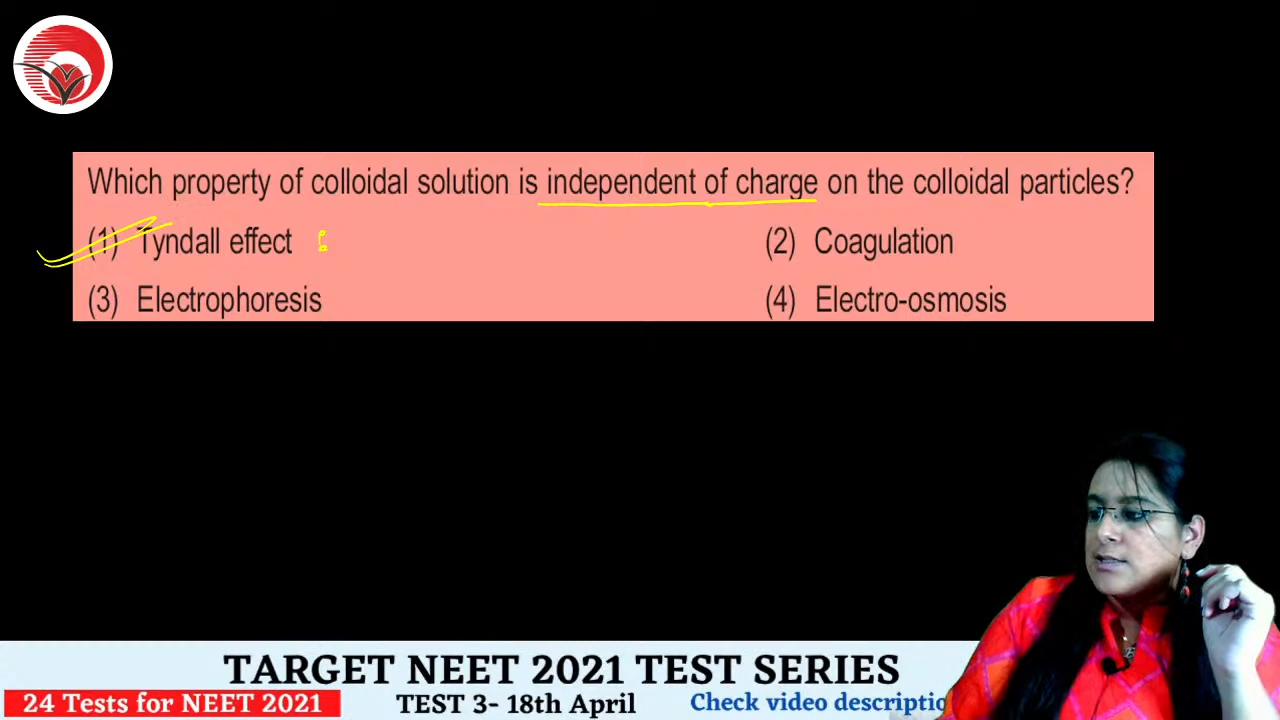 Which property of colloidal solution is independent of charge on the colloidal particles?
(1) Tyndall effect
(2) Coagulation
(3) Electrophoresis
(4) Electro-osmosis
TARGET NEET 2021 TEST SERIES
24 Tests for NEET 2021
TEST 3- 18th April
Check video descriptio